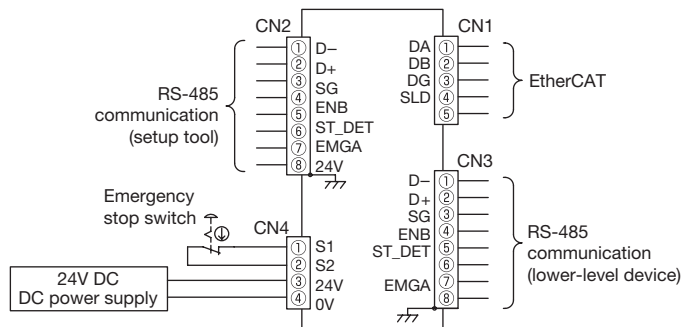 CN2
① D−
② D+
③ SG
④ ENB
⑤ ST_DET
⑥ EMGA
⑦ 24V
⑧
RS-485
communication
(setup tool)
CN1
DA ①
DB ②
DG ③
SLD ④
⑤
EtherCAT
CN3
D− ①
D+ ②
SG ③
ENB ④
ST_DET ⑤
⑥
EMGA ⑦
⑧
RS-485
communication
(lower-level device)
Emergency
stop switch
CN4
① S1
② S2
③ 24V
④ 0V
24V DC
DC power supply